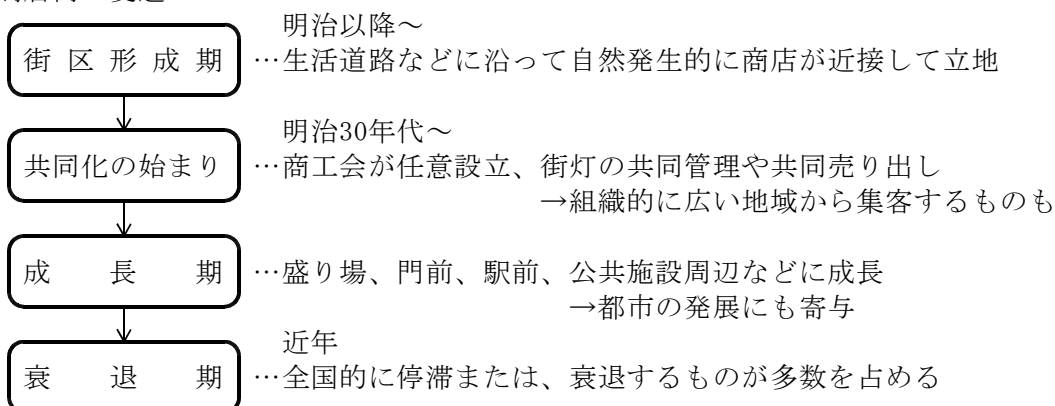 明治以降～
街区形成期 …生活道路などに沿って自然発生的に商店が近接して立地
明治30年代～
共同化の始まり …商工会が任意設立、街灯の共同管理や共同売り出し
→組織的に広い地域から集客するものも
成長期 …盛り場、門前、駅前、公共施設周辺などに成長
→都市の発展にも寄与
近年
衰退期 …全国的に停滞または、衰退するものが多数を占める